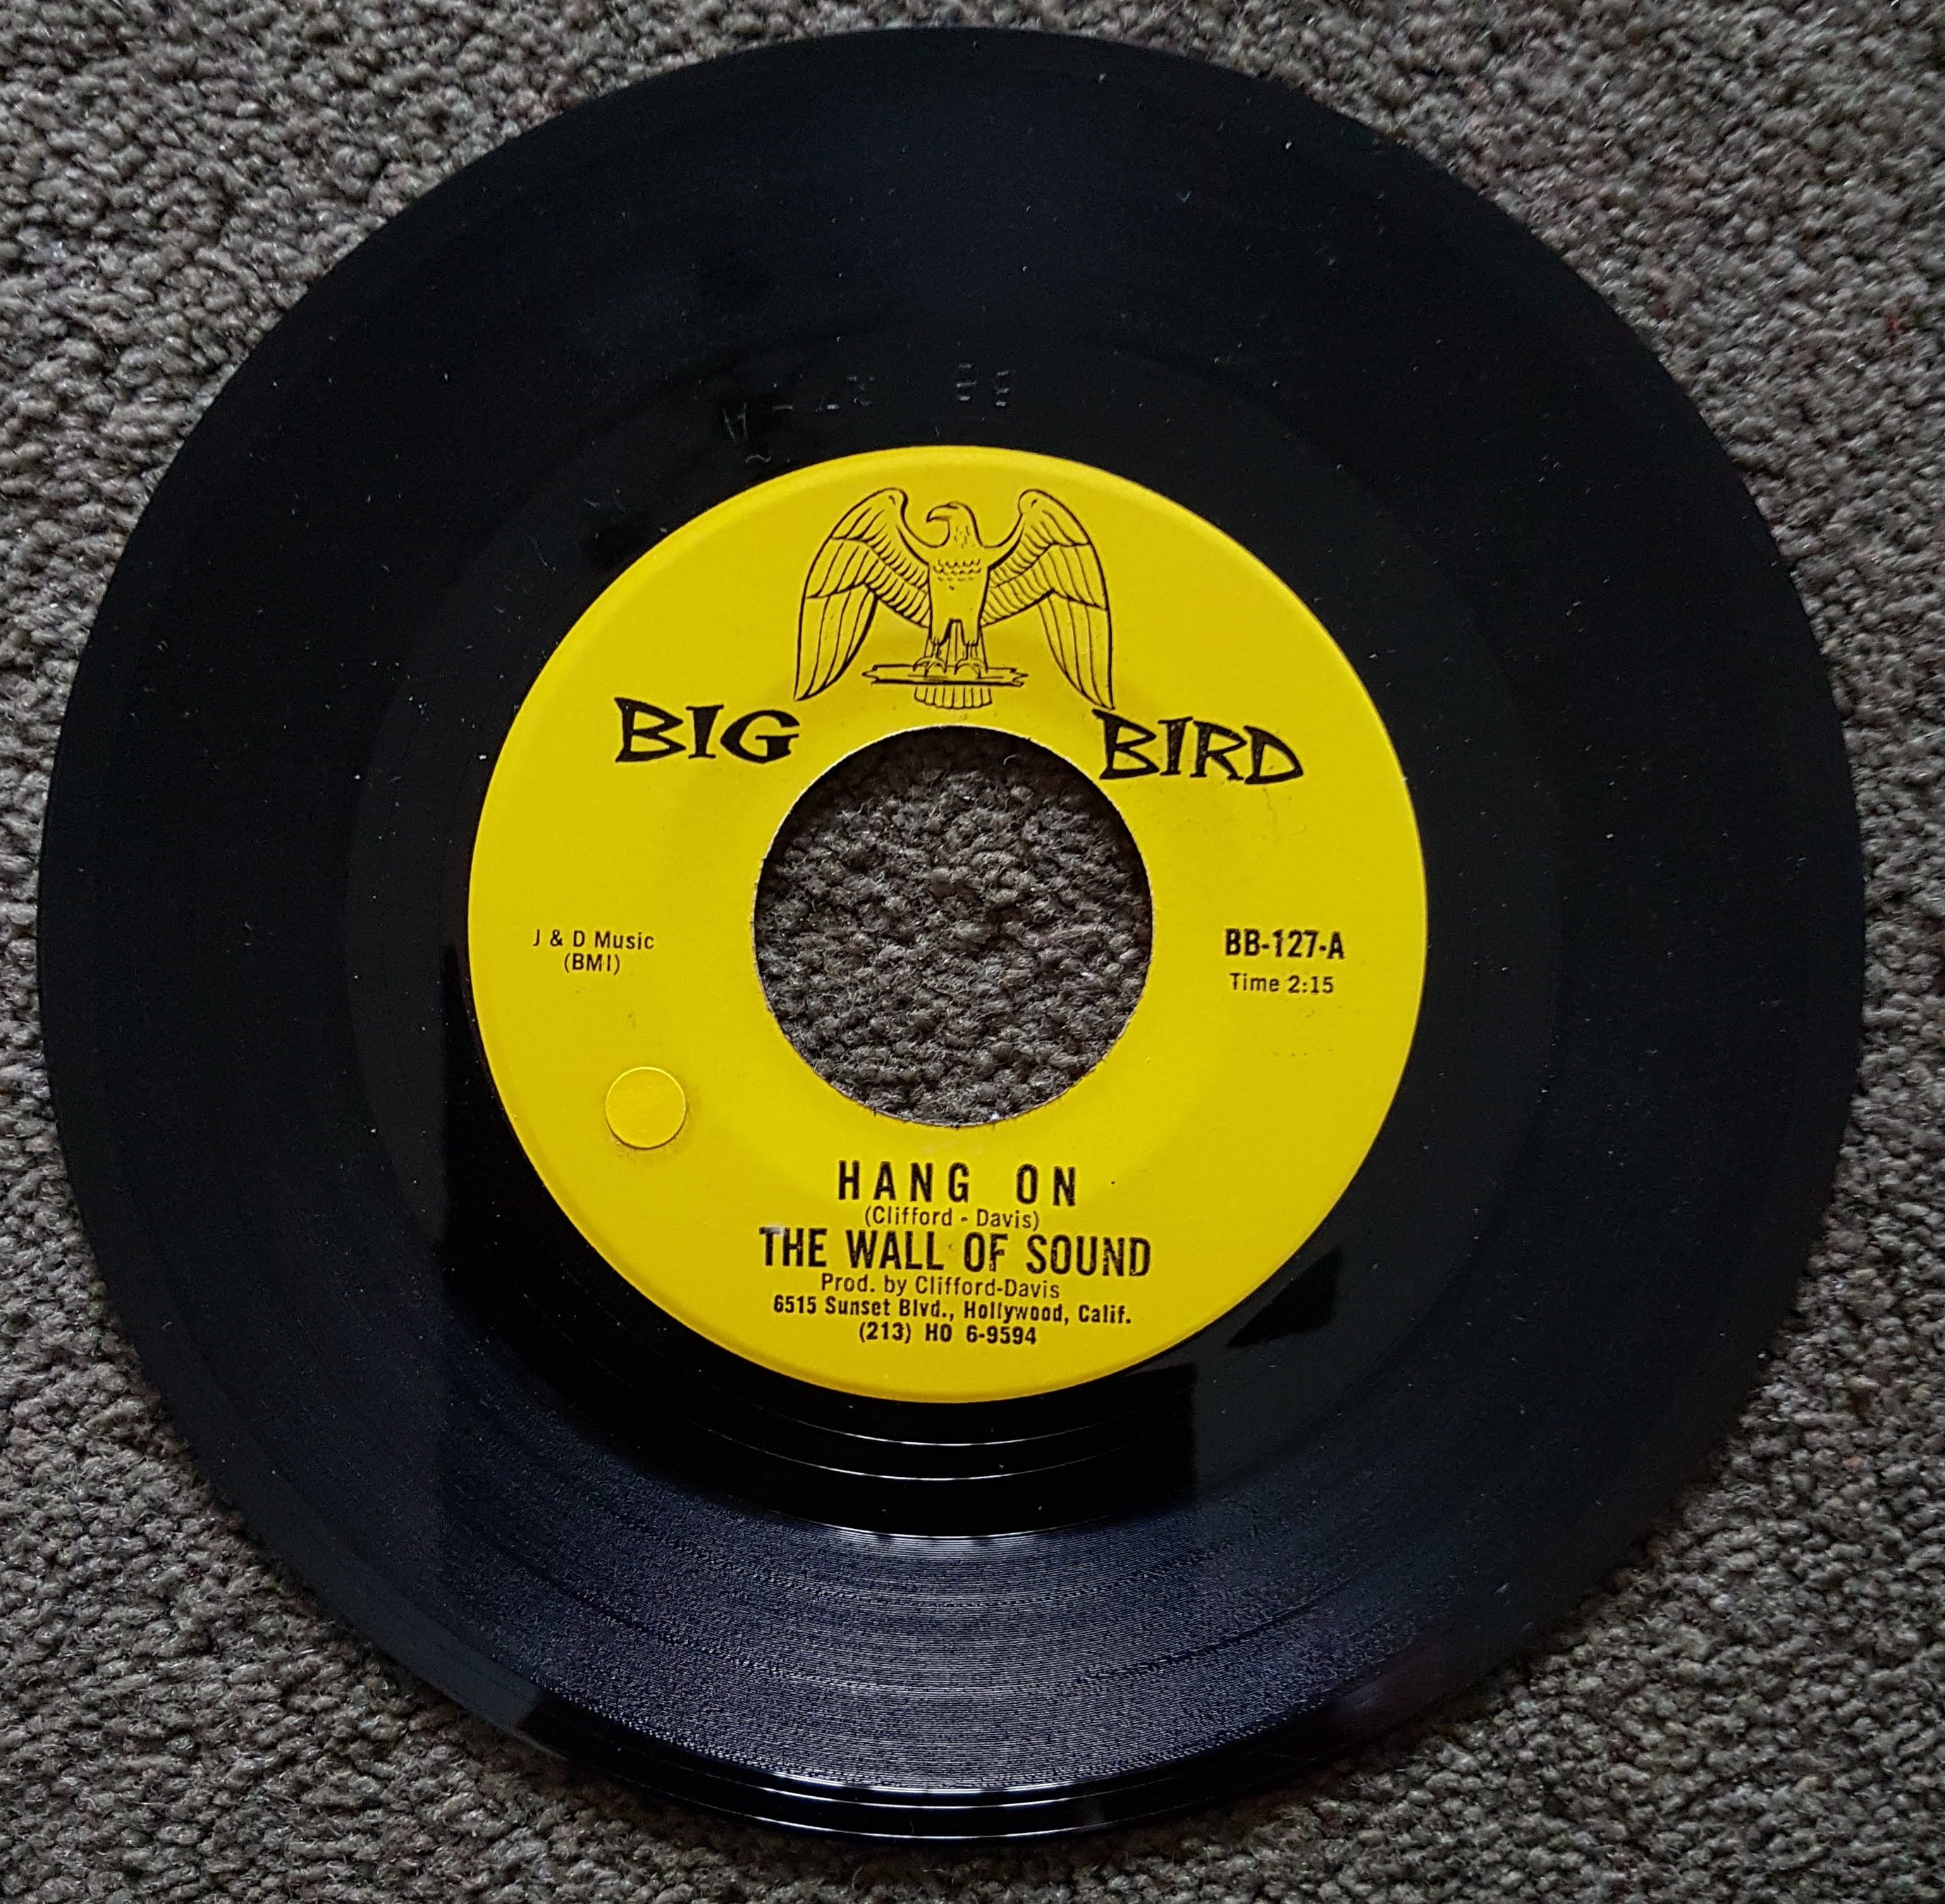 BIG BIRD
J & D Music
(BMI)
BB-127-A
Time 2:15
HANG ON
(Clifford - Davis)
THE WALL OF SOUND
Prod. by Clifford-Davis
6515 Sunset Blvd., Hollywood, Calif.
(213) HO 6-9594